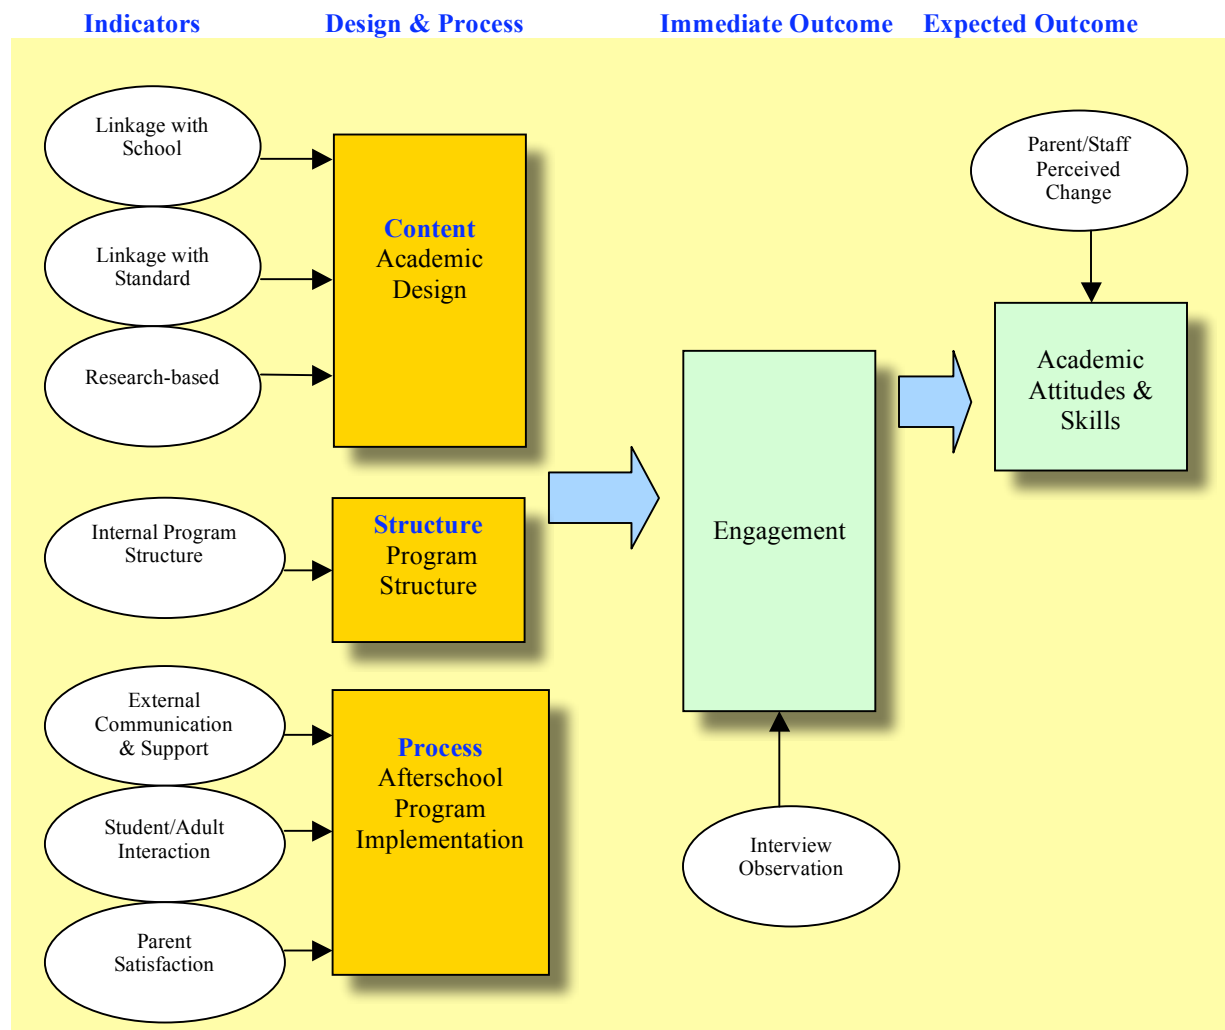 Indicators
Design & Process
Immediate Outcome
Expected Outcome
Linkage with
School
Linkage with
Standard
Research-based
Content
Academic
Design
Internal Program
Structure
Structure
Program
Structure
External
Communication
& Support
Student/Adult
Interaction
Parent
Satisfaction
Process
Afterschool
Program
Implementation
Engagement
Interview
Observation
Parent/Staff
Perceived
Change
Academic
Attitudes &
Skills